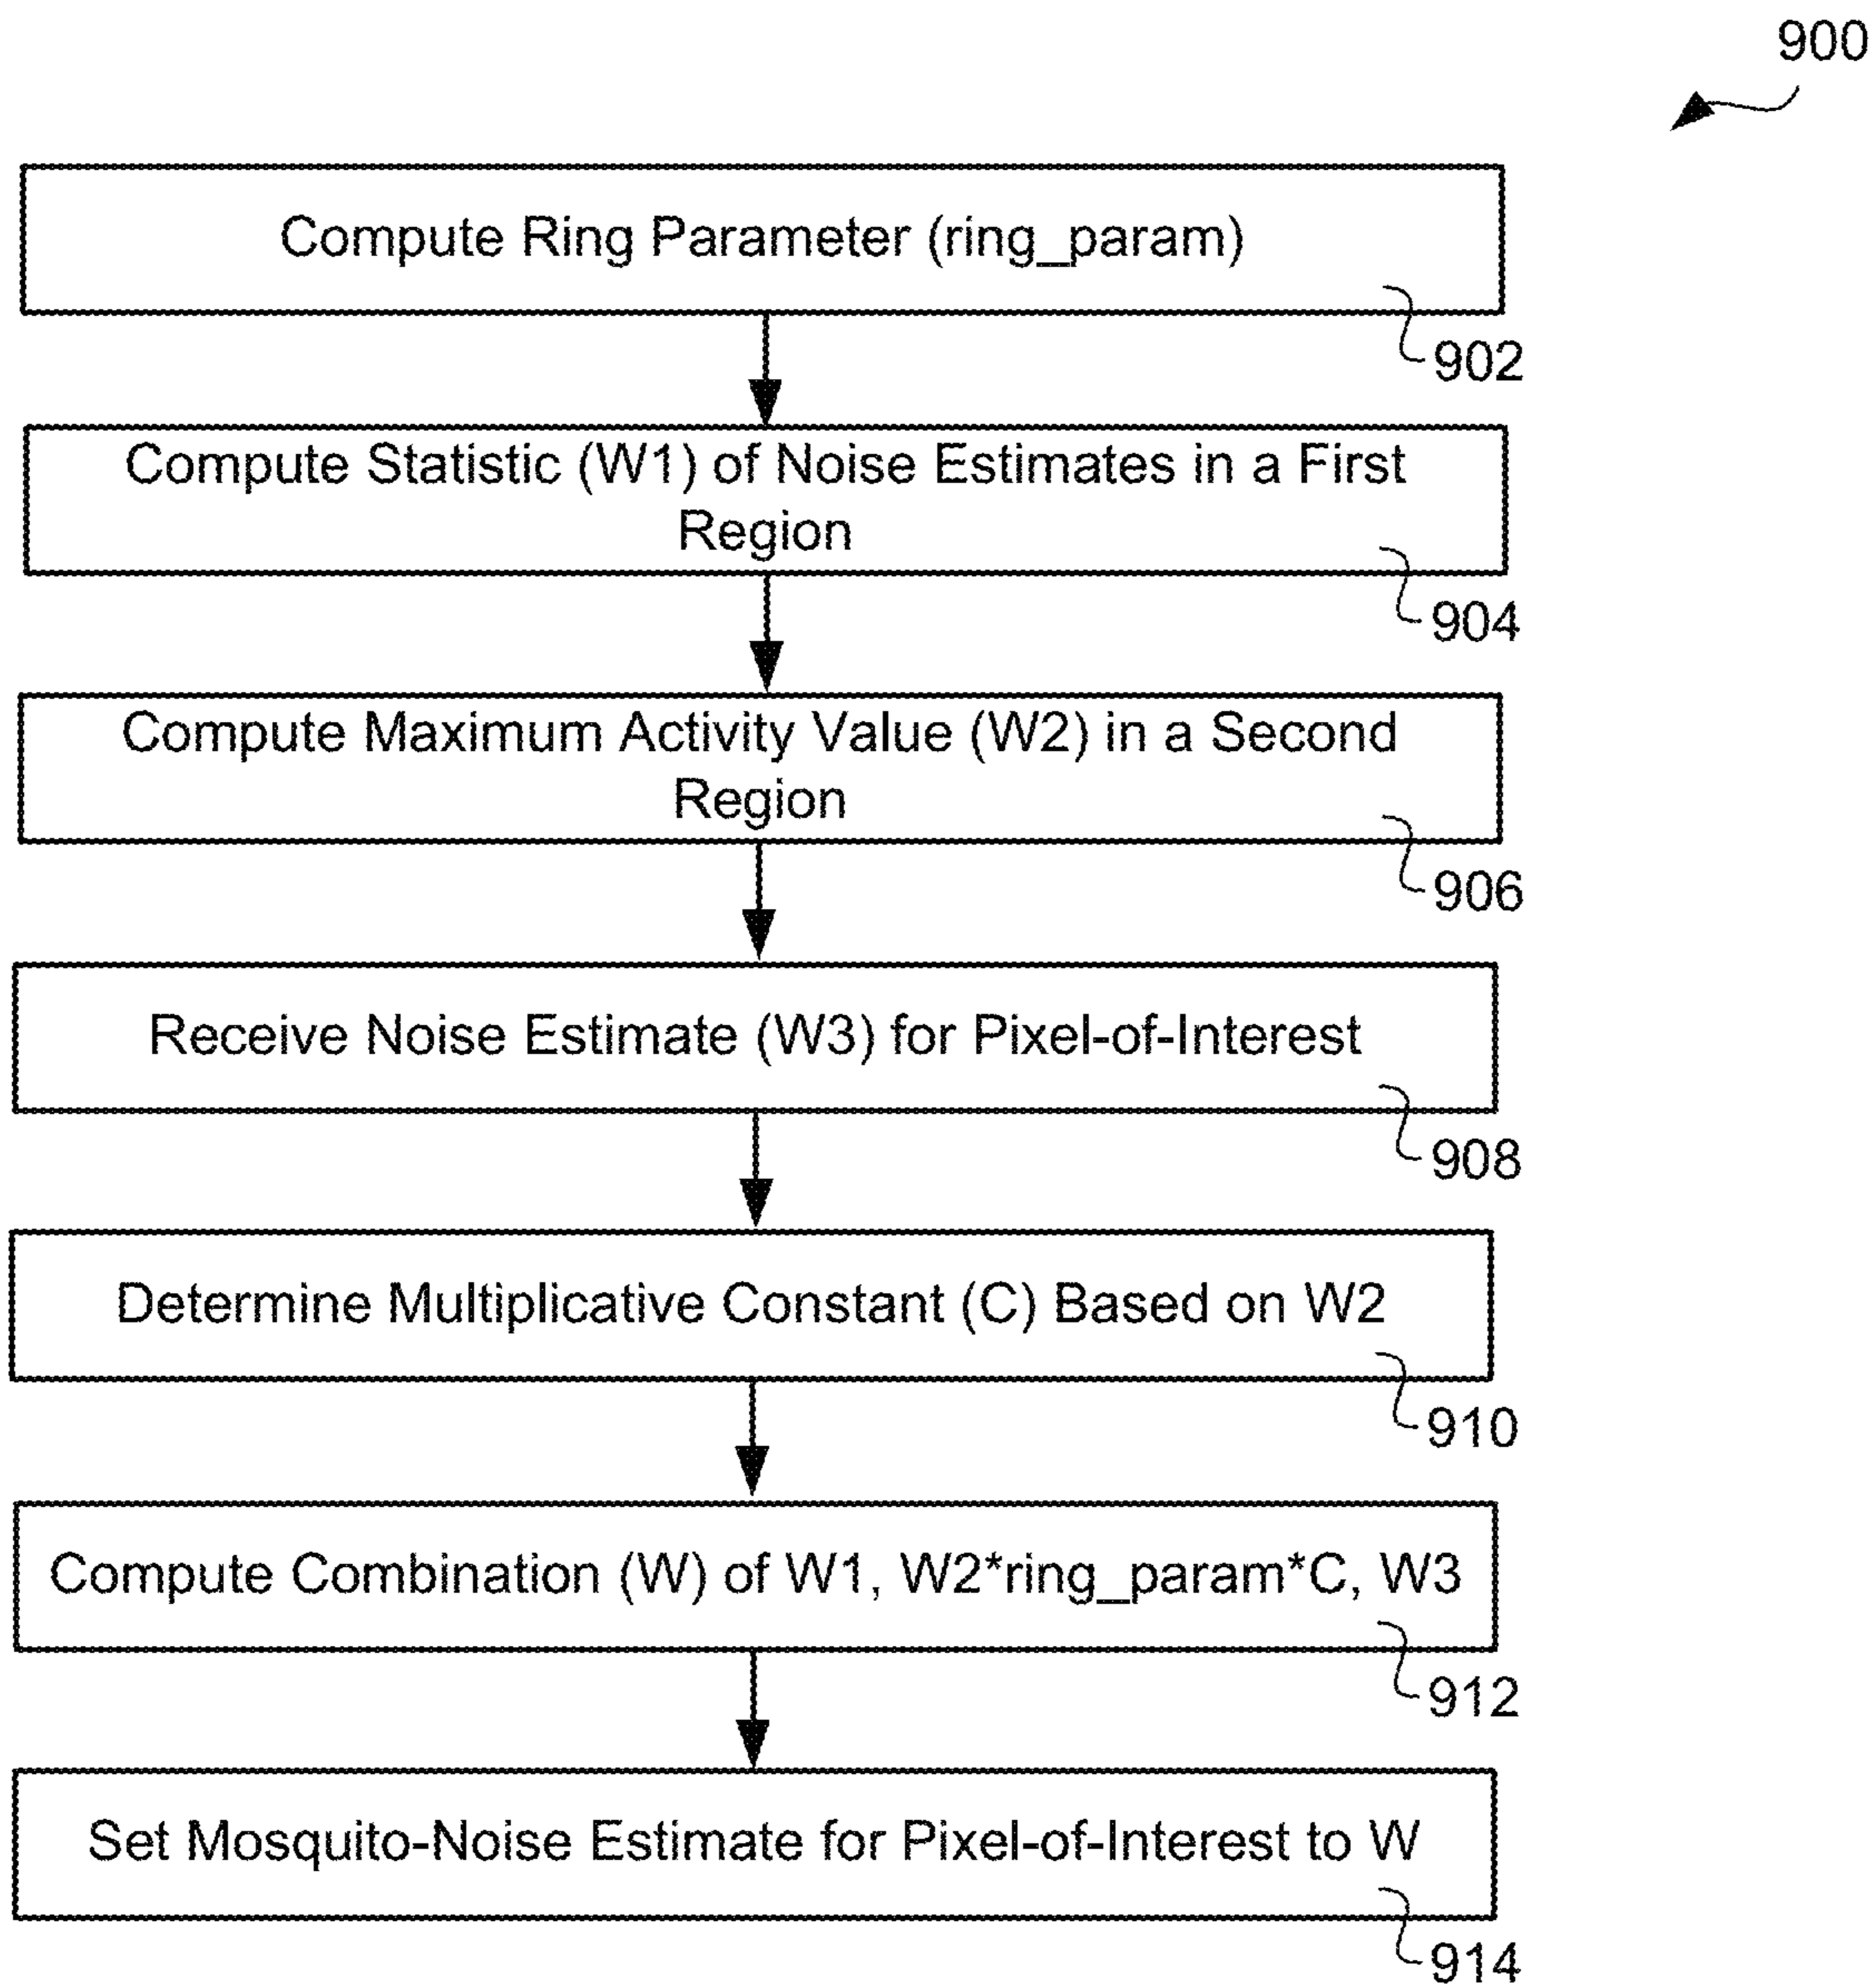 900
Compute Ring Parameter (ring_param)
902
Compute Statistic (W1) of Noise Estimates in a First
Region
904
Compute Maximum Activity Value (W2) in a Second
Region
906
Receive Noise Estimate (W3) for Pixel-of-Interest
908
Determine Multiplicative Constant (C) Based on W2
910
Compute Combination (W) of W1, W2*ring_param*C, W3
912
Set Mosquito-Noise Estimate for Pixel-of-Interest to W
914